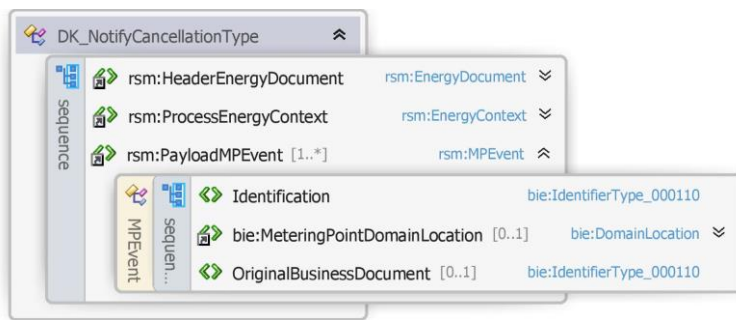 DK_NotifyCancellationType
sequence
rsm:HeaderEnergyDocument rsm:EnergyDocument
rsm:ProcessEnergyContext rsm:EnergyContext
rsm:PayloadMPEvent [1..*] rsm:MPEvent
MPEvent
sequen...
Identification bie:IdentifierType_000110
bie:MeteringPointDomainLocation [0..1] bie:DomainLocation
OriginalBusinessDocument [0..1] bie:IdentifierType_000110